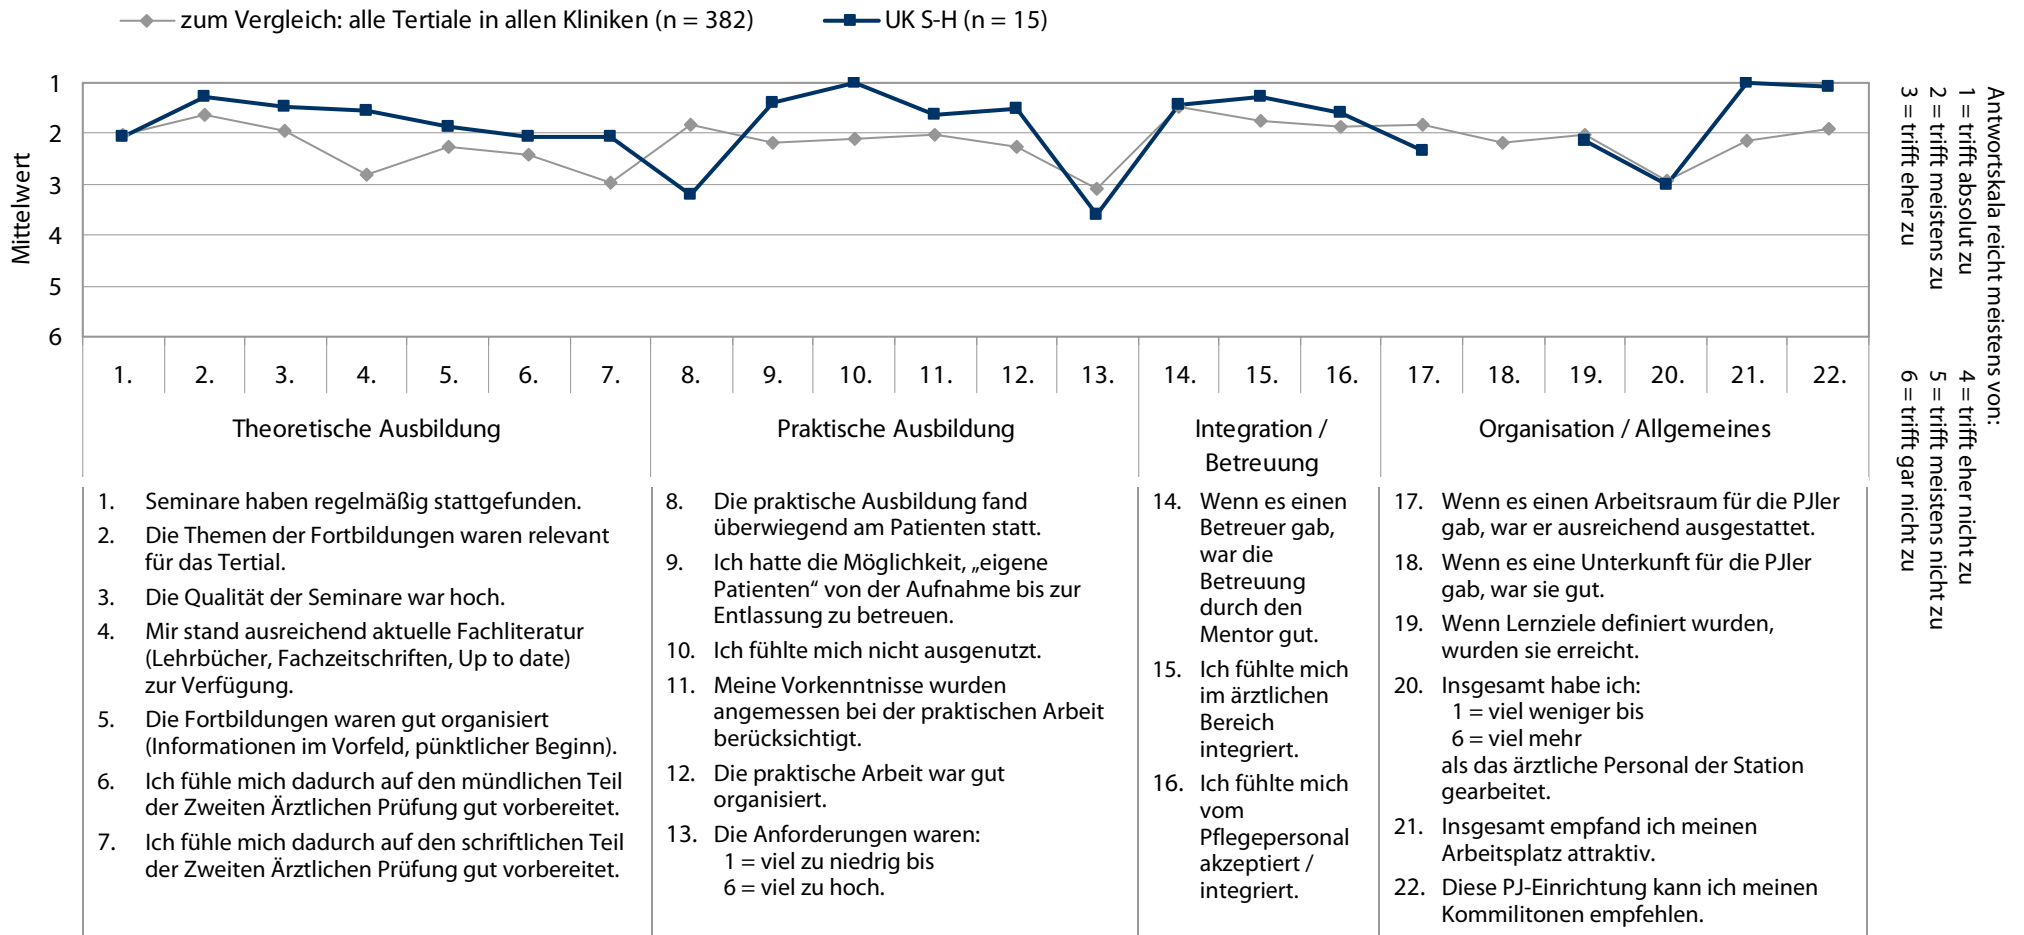 zum Vergleich: alle Tertiale in allen Kliniken (n = 382)
UK S-H (n = 15)
Mittelwert
1
2
3
4
5
6
1.
2.
3.
4.
5.
6.
7.
8.
9.
10.
11.
12.
13.
14.
15.
16.
17.
18.
19.
20.
21.
22.
Theoretische Ausbildung
Praktische Ausbildung
Integration /
Betreuung
Organisation / Allgemeines
1. Seminare haben regelmäßig stattgefunden.
2. Die Themen der Fortbildungen waren relevant
für das Tertial.
3. Die Qualität der Seminare war hoch.
4. Mir stand ausreichend aktuelle Fachliteratur
(Lehrbücher, Fachzeitschriften, Up to date)
zur Verfügung.
5. Die Fortbildungen waren gut organisiert
(Informationen im Vorfeld, pünktlicher Beginn).
6. Ich fühle mich dadurch auf den mündlichen Teil
der Zweiten Ärztlichen Prüfung gut vorbereitet.
7. Ich fühle mich dadurch auf den schriftlichen Teil
der Zweiten Ärztlichen Prüfung gut vorbereitet.
8. Die praktische Ausbildung fand
überwiegend am Patienten statt.
9. Ich hatte die Möglichkeit, „eigene
Patienten“ von der Aufnahme bis zur
Entlassung zu betreuen.
10. Ich fühlte mich nicht ausgenutzt.
11. Meine Vorkenntnisse wurden
angemessen bei der praktischen Arbeit
berücksichtigt.
12. Die praktische Arbeit war gut
organisiert.
13. Die Anforderungen waren:
1 = viel zu niedrig bis
6 = viel zu hoch.
14. Wenn es einen
Betreuer gab,
war die
Betreuung
durch den
Mentor gut.
15. Ich fühlte mich
im ärztlichen
Bereich
integriert.
16. Ich fühlte mich
vom
Pflegepersonal
akzeptiert /
integriert.
17. Wenn es einen Arbeitsraum für die PJler
gab, war er ausreichend ausgestattet.
18. Wenn es eine Unterkunft für die PJler
gab, war sie gut.
19. Wenn Lernziele definiert wurden,
wurden sie erreicht.
20. Insgesamt habe ich:
1 = viel weniger bis
6 = viel mehr
als das ärztliche Personal der Station
gearbeitet.
21. Insgesamt empfand ich meinen
Arbeitsplatz attraktiv.
22. Diese PJ-Einrichtung kann ich meinen
Kommilitonen empfehlen.
Antwortskala reicht meistens von:
1 = trifft absolut zu
2 = trifft meistens zu
3 = trifft eher zu
4 = trifft eher nicht zu
5 = trifft meistens nicht zu
6 = trifft gar nicht zu